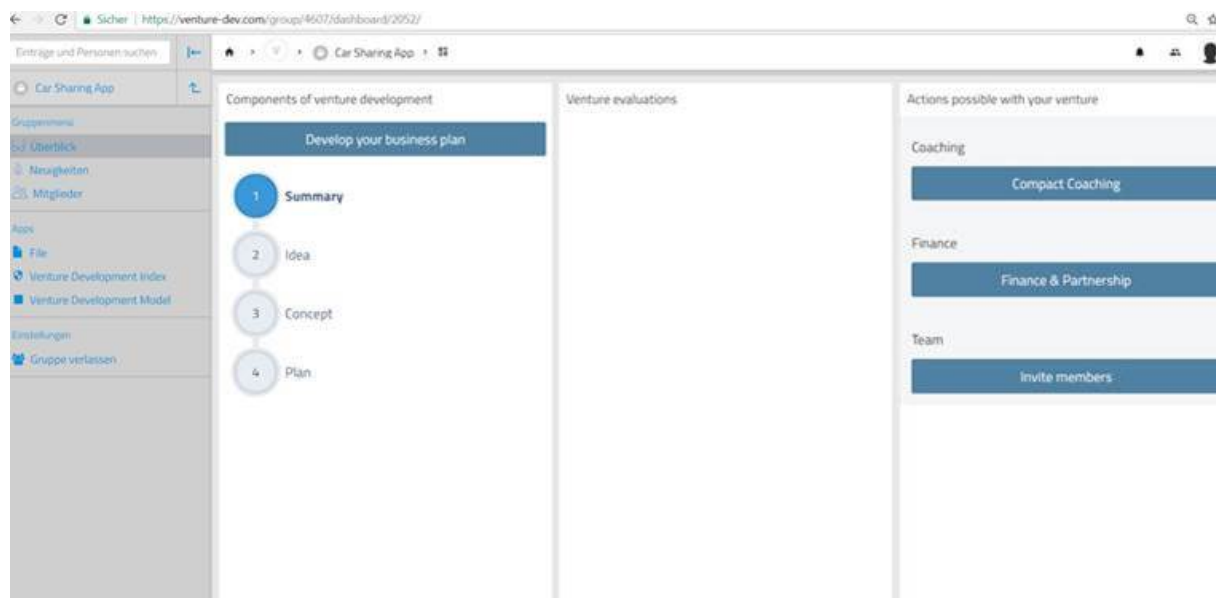 Sicher | https://venture-dev.com/group/4607/dashboard/2052/
Einträge und Personen suchen
Car Sharing App
Car Sharing App
Gruppenmenü
Überblick
Neuigkeiten
Mitglieder
Apps
File
Venture Development Index
Venture Development Model
Einstellungen
Gruppe verlassen
Components of venture development
Develop your business plan
1 Summary
2 Idea
3 Concept
4 Plan
Venture evaluations
Actions possible with your venture
Coaching
Compact Coaching
Finance
Finance & Partnership
Team
Invite members